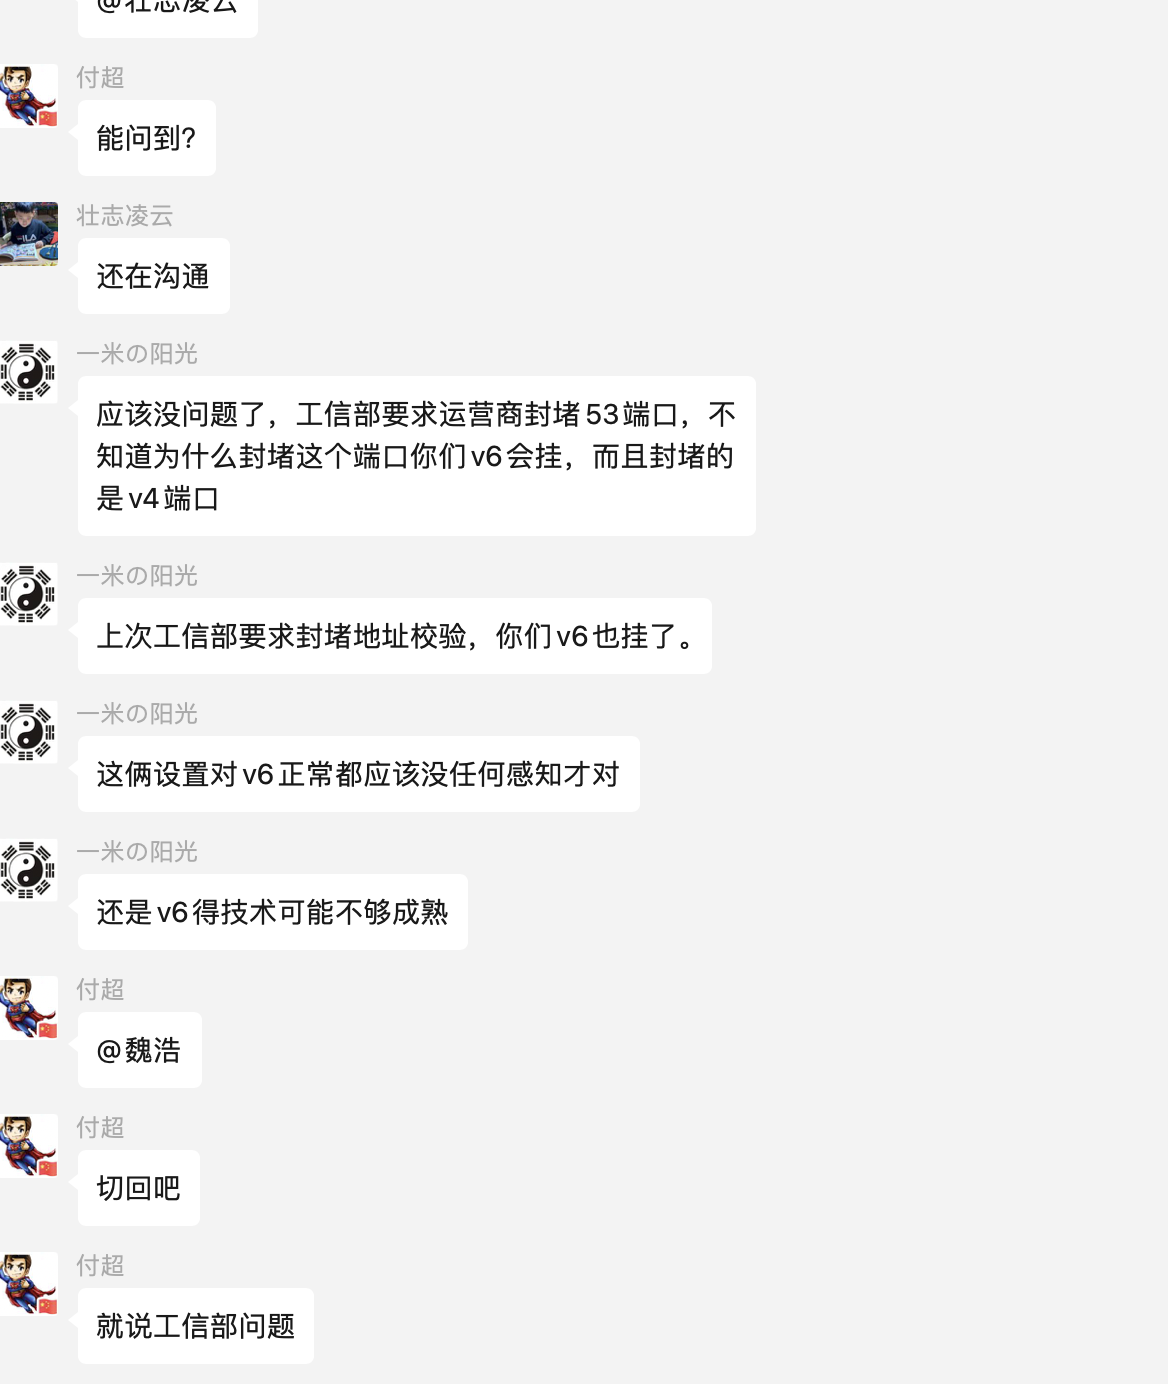 @壮志凌云
付超
能问到?
壮志凌云
还在沟通
一米の阳光
应该没问题了，工信部要求运营商封堵53端口，不
知道为什么封堵这个端口你们v6会挂，而且封堵的
是v4端口
一米の阳光
上次工信部要求封堵地址校验，你们v6也挂了。
一米の阳光
这俩设置对v6正常都应该没任何感知才对
一米の阳光
还是v6得技术可能不够成熟
付超
@魏浩
付超
切回吧
付超
就说工信部问题